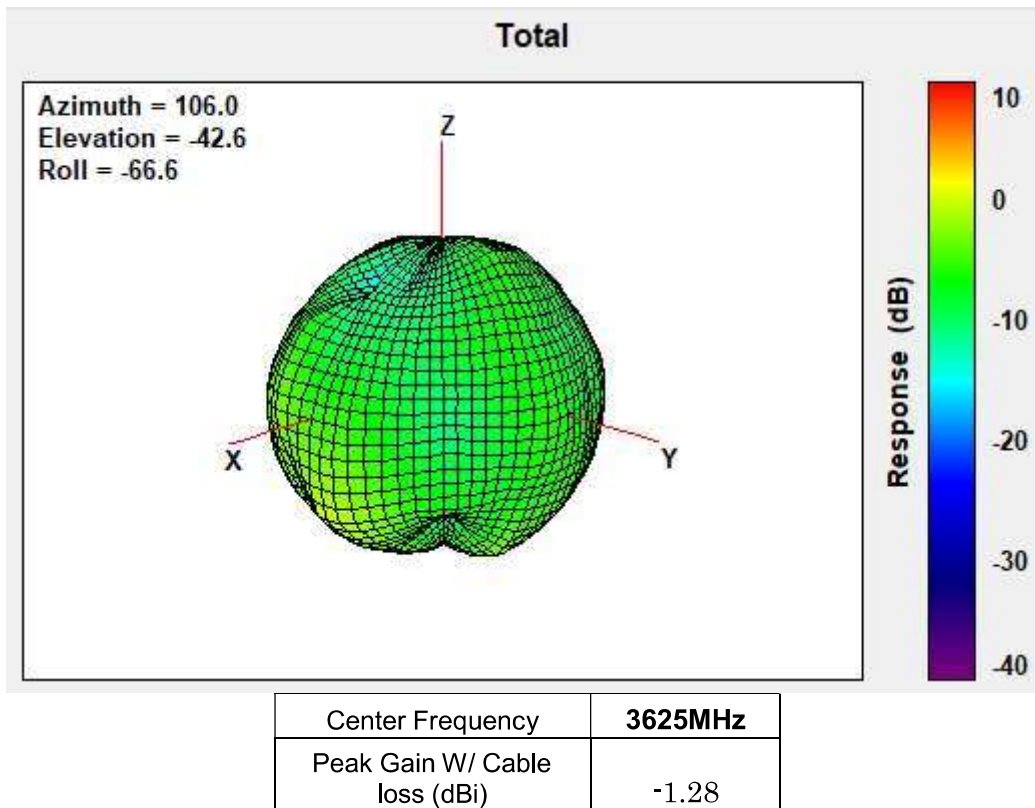 Total
Azimuth = 106.0
Elevation = -42.6
Roll = -66.6
Z
X
Y
10
0
-10
-20
-30
-40
Response (dB)
Center Frequency 3625MHz
Peak Gain W/ Cable
loss (dBi) -1.28